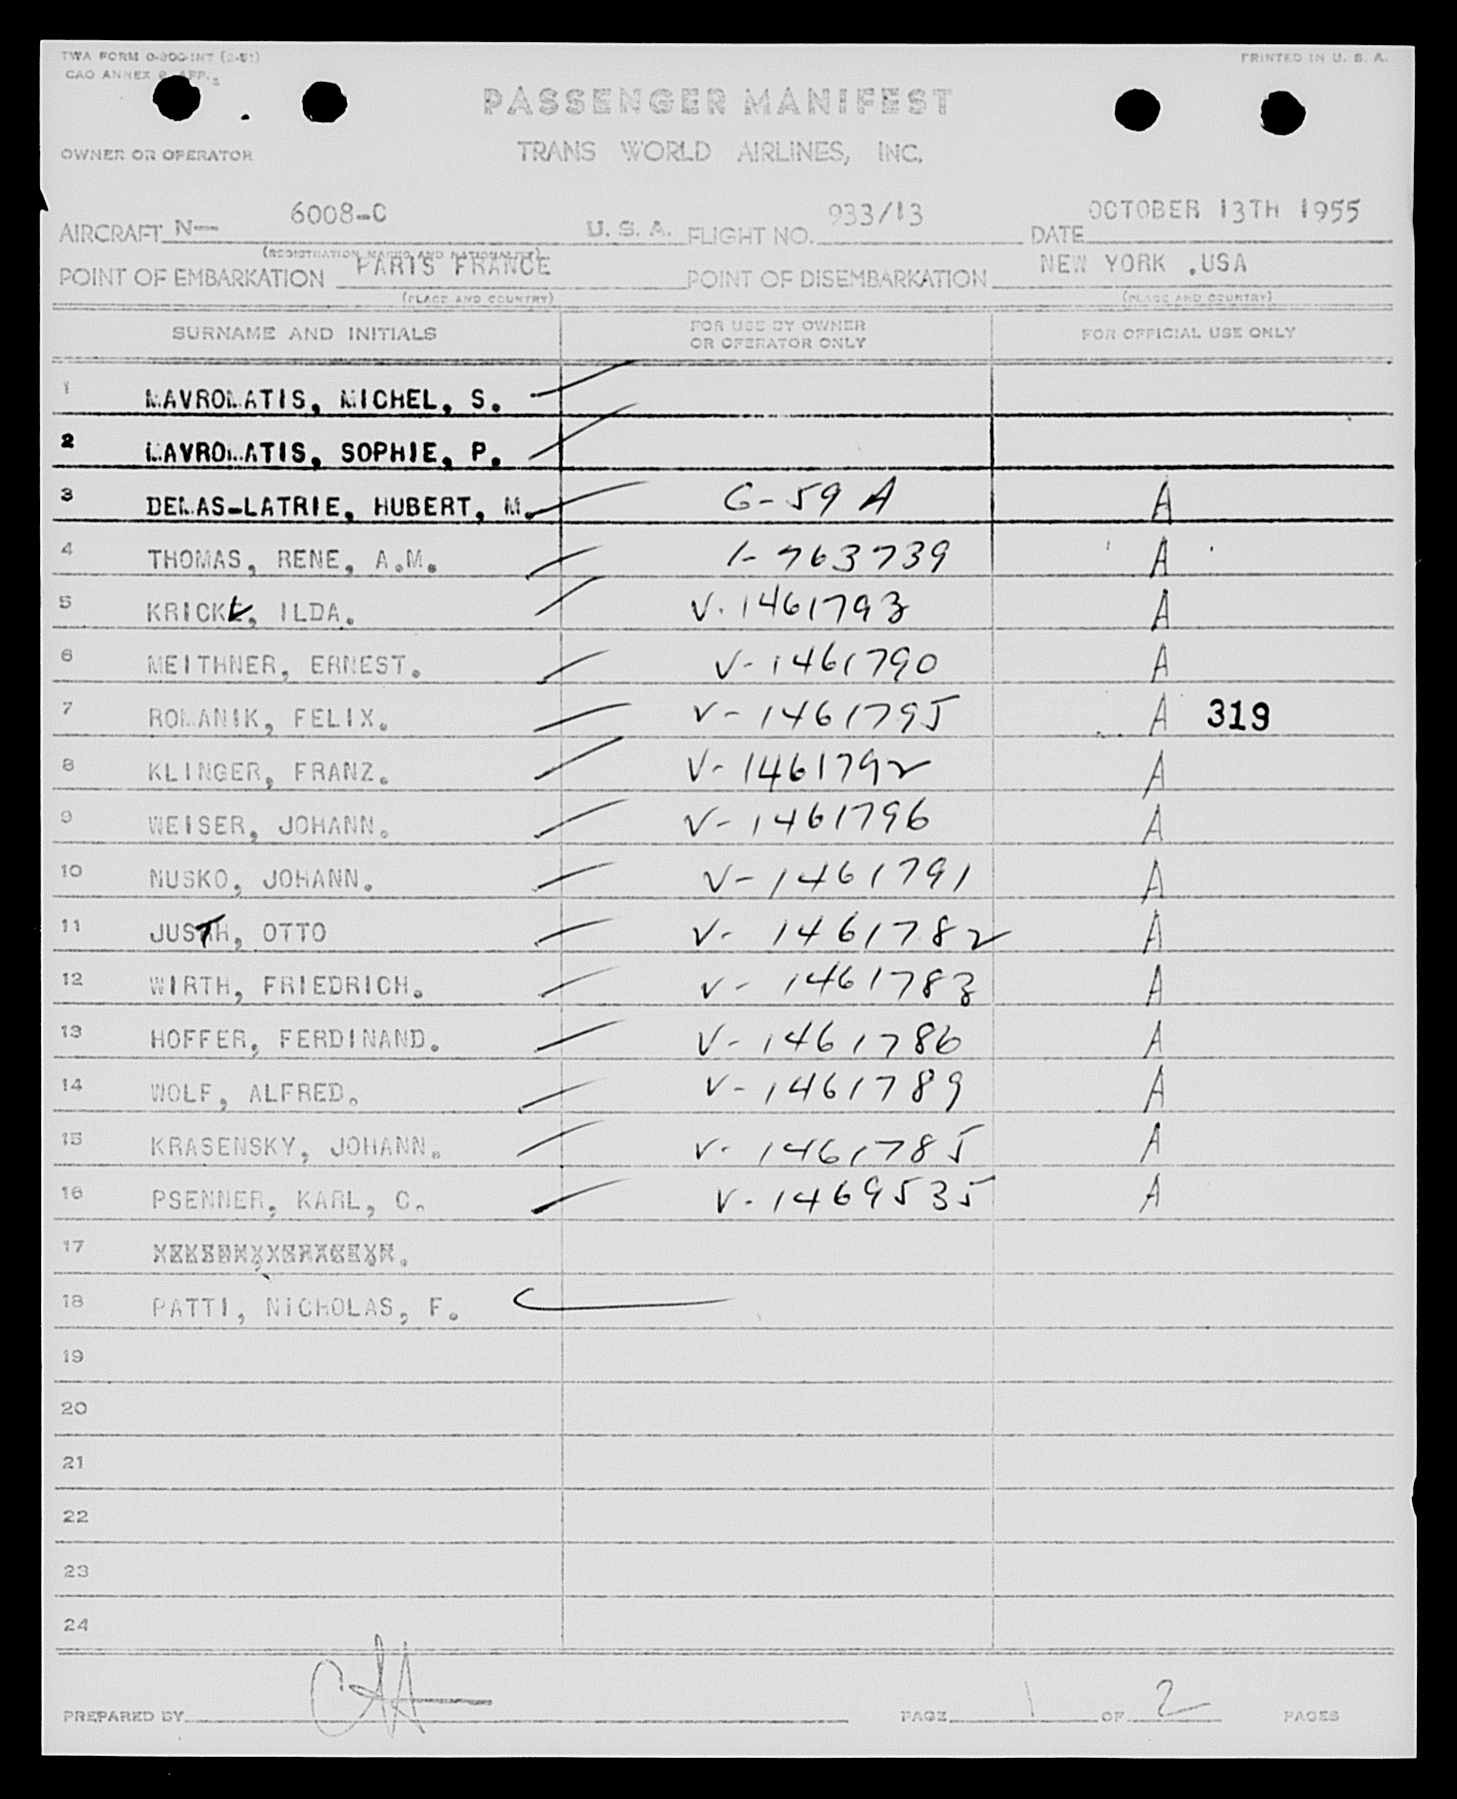 TWA FORM 0-300-INT (3-51)
PRINTED IN U. S. A.
CAO ANNEX 9, APP.
PASSENGER MANIFEST
OWNER OR OPERATOR
TRANS WORLD AIRLINES, INC.
AIRCRAFT N— 6008-C U. S. A. FLIGHT NO. 933/13 DATE OCTOBER 13TH 1955
(REGISTRATION MARKS AND NATIONALITY)
POINT OF EMBARKATION PARIS FRANCE POINT OF DISEMBARKATION NEW YORK .USA
(PLACE AND COUNTRY) (PLACE AND COUNTRY)
SURNAME AND INITIALS FOR USE BY OWNER OR OPERATOR ONLY FOR OFFICIAL USE ONLY
1 MAVROMATIS, MICHEL, S.
2 MAVROMATIS, SOPHIE, P.
3 DEMAS-LATRIE, HUBERT, M. G-59 A A
4 THOMAS, RENE, A.M. 1-763739 A
5 KRICKL, ILDA. V-1461793 A
6 MEITHNER, ERNEST. V-1461790 A
7 ROMANIK, FELIX. V-1461795 A 319
8 KLINGER, FRANZ. V-1461792 A
9 WEISER, JOHANN. V-1461796 A
10 NUSKO, JOHANN. V-1461791 A
11 JUSTH, OTTO V-1461782 A
12 WIRTH, FRIEDRICH. V-1461783 A
13 HOFFER, FERDINAND. V-1461786 A
14 WOLF, ALFRED. V-1461789 A
15 KRASENSKY, JOHANN. V-1461785 A
16 PSENNER, KARL, C. V-1469535 A
17
18 PATTI, NICHOLAS, F.
19
20
21
22
23
24
PREPARED BY PAGE 1 OF 2 PAGES